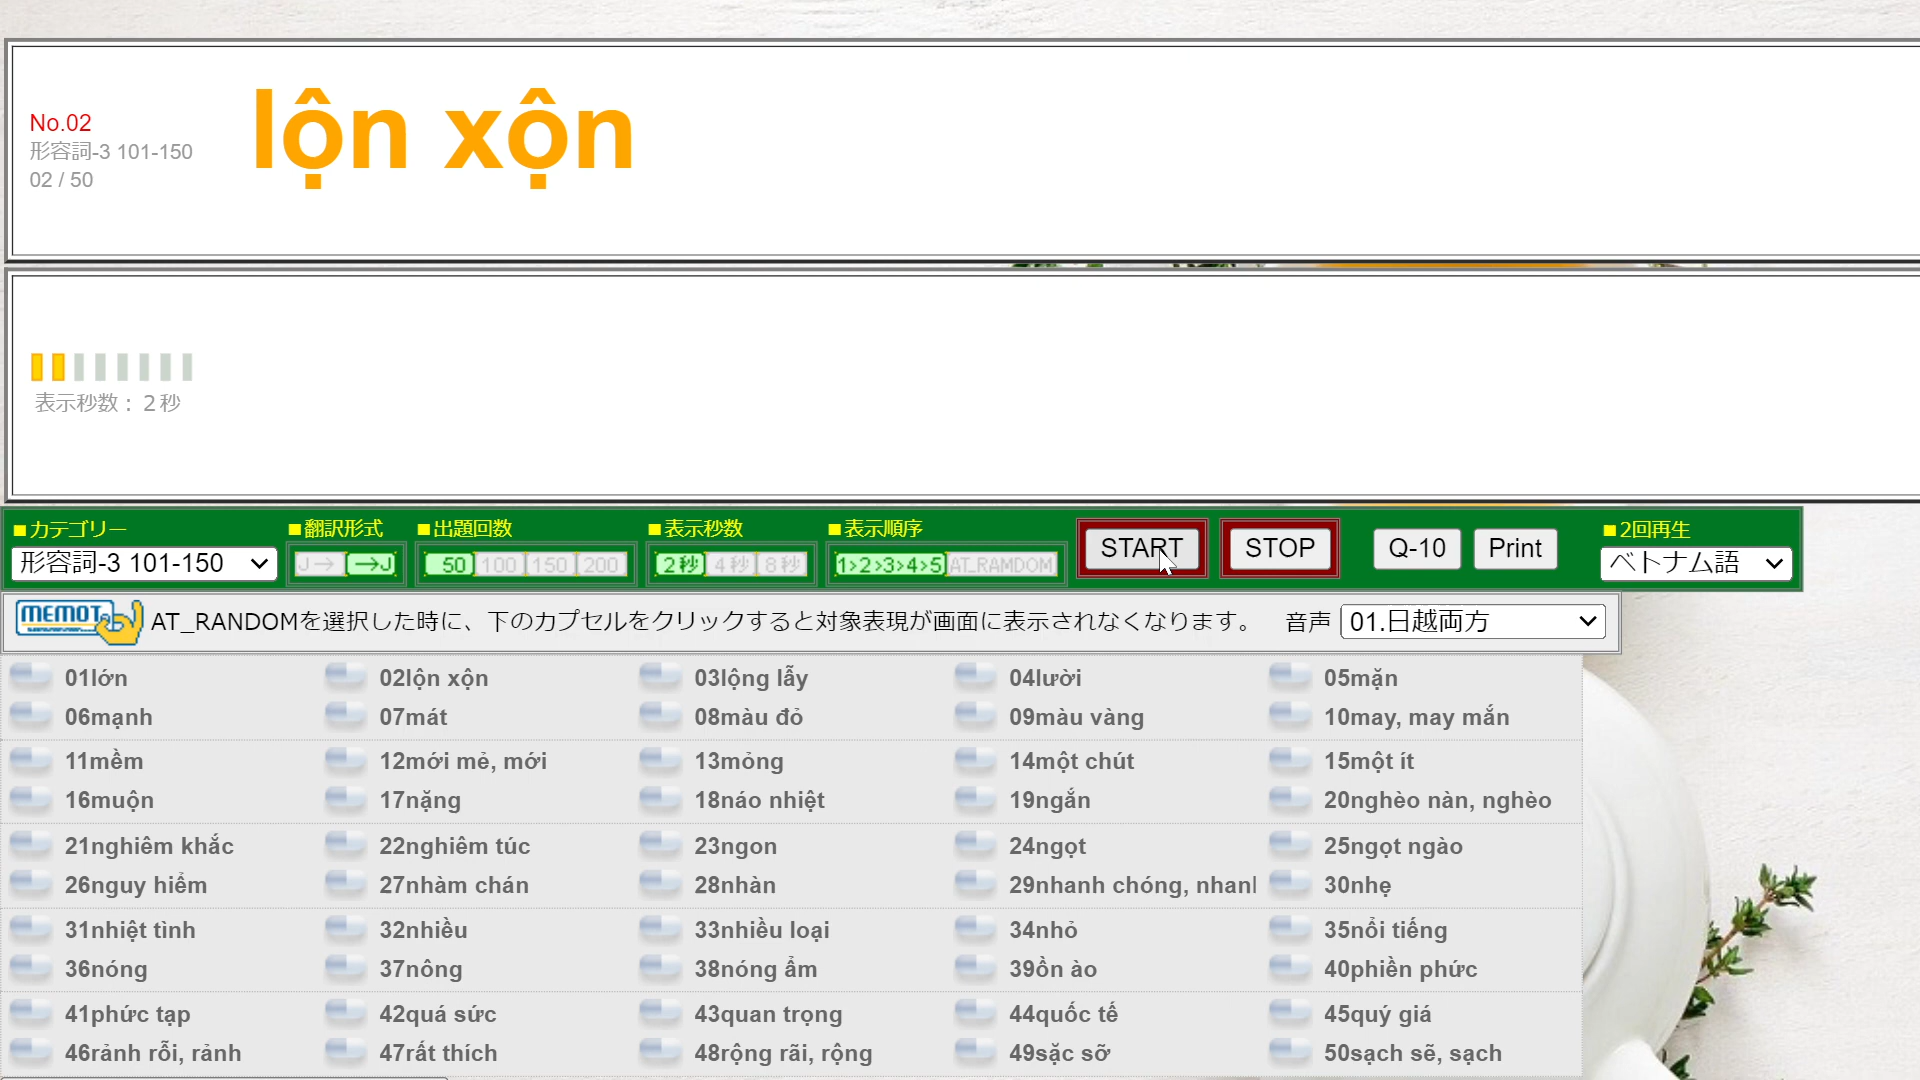 No.02
形容詞-3 101-150
02 / 50
lộn xộn
表示秒数：２秒
■カテゴリー ■翻訳形式 ■出題回数 ■表示秒数 ■表示順序 ■2回再生
形容詞-3 101-150 J→ →J 50 100 150 200 2秒 4秒 8秒 1>2>3>4>5 AT_RAMDOM START STOP Q-10 Print ベトナム語
MEMOT AT_RANDOMを選択した時に、下のカプセルをクリックすると対象表現が画面に表示されなくなります。 音声 01.日越両方
01lớn 02lộn xộn 03lộng lẫy 04lười 05mặn
06mạnh 07mát 08màu đỏ 09màu vàng 10may, may mắn
11mềm 12mới mẻ, mới 13mỏng 14một chút 15một ít
16muộn 17nặng 18náo nhiệt 19ngắn 20nghèo nàn, nghèo
21nghiêm khắc 22nghiêm túc 23ngon 24ngọt 25ngọt ngào
26nguy hiểm 27nhàm chán 28nhàn 29nhanh chóng, nhanh 30nhẹ
31nhiệt tình 32nhiều 33nhiều loại 34nhỏ 35nổi tiếng
36nóng 37nông 38nóng ẩm 39ồn ào 40phiền phức
41phức tạp 42quá sức 43quan trọng 44quốc tế 45quý giá
46rảnh rỗi, rảnh 47rất thích 48rộng rãi, rộng 49sặc sỡ 50sạch sẽ, sạch